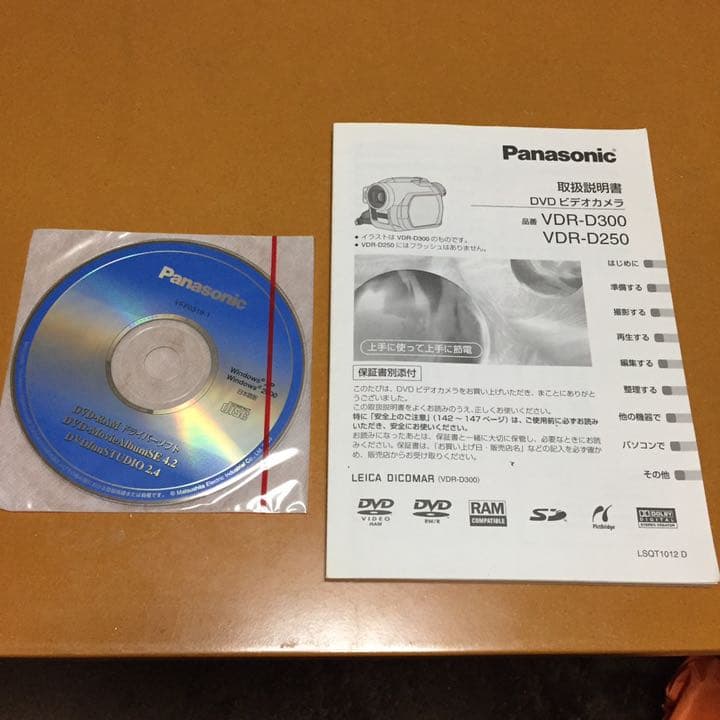 Panasonic
VFF0319-1
Windows® XP
Windows® 2000
日本語版
DVD-RAM ドライバーソフト
DVD-MovieAlbumSE 4.2
DVDfunSTUDIO 2.4
Panasonic
取扱説明書
DVD ビデオカメラ
品番 VDR-D300
VDR-D250
● イラストは VDR-D300 のものです。
● VDR-D250 にはフラッシュはありません。
はじめに
準備する
撮影する
再生する
編集する
整理する
他の機器で
パソコンで
その他
上手に使って上手に節電
保証書別添付
このたびは、DVD ビデオカメラをお買い上げいただき、まことにありがと
うございました。
この取扱説明書をよくお読みのうえ、正しくお使いください。
特に「安全上のご注意」(142 ～ 147 ページ) は、ご使用前に必ずお読み
いただき、安全にお使いください。
お読みになったあとは、保証書と一緒に大切に保管し、必要なときにお読
みください。保証書は、「お買い上げ日・販売店名」などの記入を必ず確か
め、販売店からお受け取りください。
LEICA DICOMAR (VDR-D300)
DVD
VIDEO
RAM
DVD
RW/R
RAM
COMPATIBLE
SD
PictBridge
DOLBY
DIGITAL
STEREO CREATOR
LSQT1012 D